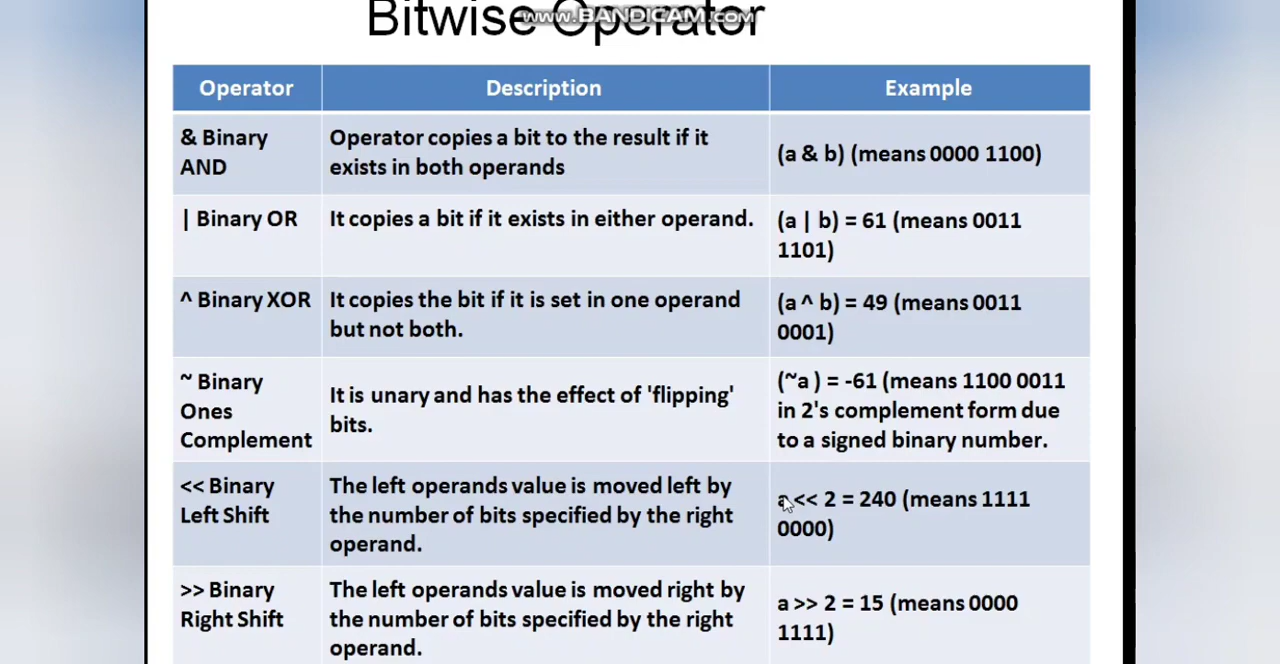 Bitwise Operator
www.BANDICAM.com
Operator
Description
Example
& Binary
AND
Operator copies a bit to the result if it
exists in both operands
(a & b) (means 0000 1100)
| Binary OR
It copies a bit if it exists in either operand.
(a | b) = 61 (means 0011
1101)
^ Binary XOR
It copies the bit if it is set in one operand
but not both.
(a ^ b) = 49 (means 0011
0001)
~ Binary
Ones
Complement
It is unary and has the effect of 'flipping'
bits.
(~a ) = -61 (means 1100 0011
in 2's complement form due
to a signed binary number.
<< Binary
Left Shift
The left operands value is moved left by
the number of bits specified by the right
operand.
a << 2 = 240 (means 1111
0000)
>> Binary
Right Shift
The left operands value is moved right by
the number of bits specified by the right
operand.
a >> 2 = 15 (means 0000
1111)